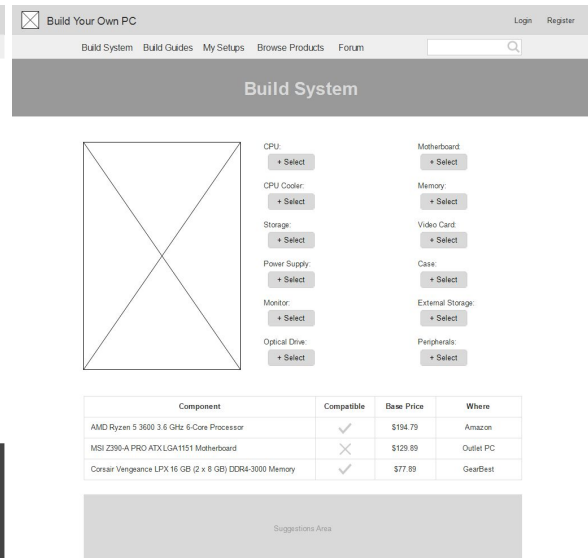 Build Your Own PC Login Register
Build System Build Guides My Setups Browse Products Forum
Build System
CPU: Motherboard:
+ Select + Select
CPU Cooler: Memory:
+ Select + Select
Storage: Video Card:
+ Select + Select
Power Supply: Case:
+ Select + Select
Monitor: External Storage:
+ Select + Select
Optical Drive: Peripherals:
+ Select + Select
Component Compatible Base Price Where
AMD Ryzen 5 3600 3.6 GHz 6-Core Processor $194.79 Amazon
MSI Z390-A PRO ATX LGA1151 Motherboard $129.89 Outlet PC
Corsair Vengeance LPX 16 GB (2 x 8 GB) DDR4-3000 Memory $77.89 GearBest
Suggestions Area